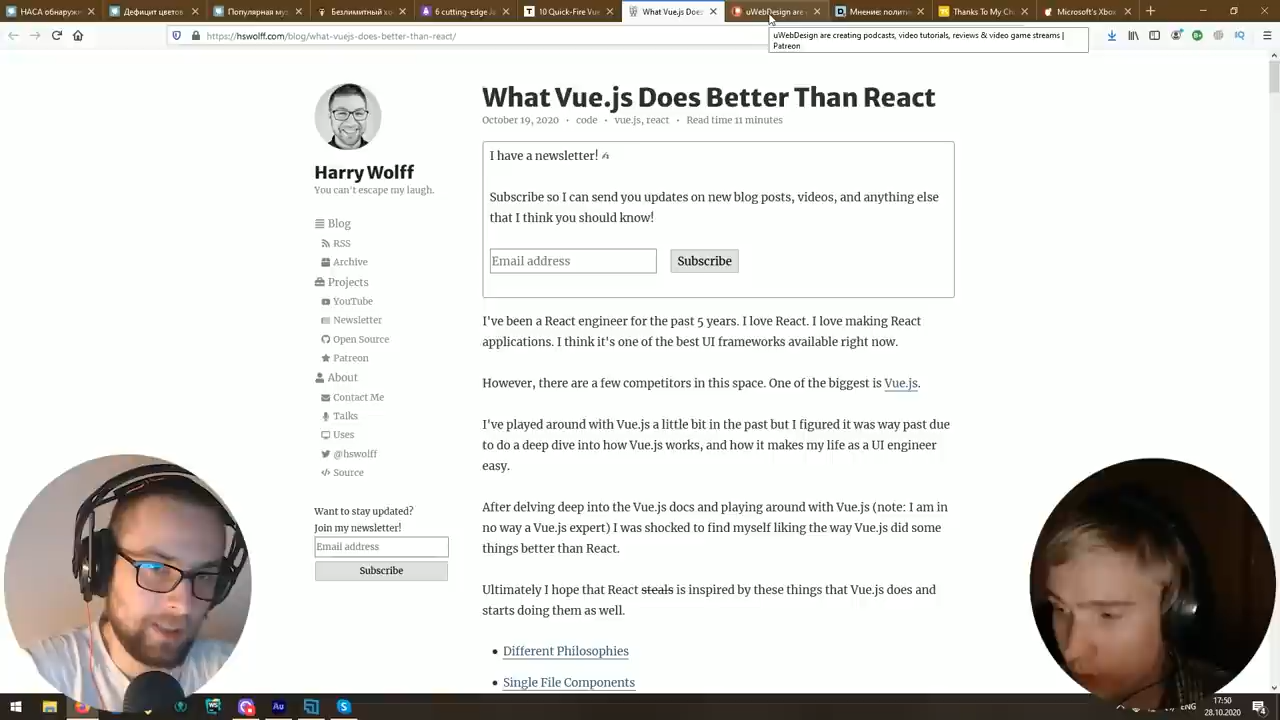 НАСА обнаружи
Дефицит цветов
Попул
6 cutting-edge J
10 Quick-Fire Vue
What Vue.js Does
uWebDesign are
Мнение: полит
Thanks To My Cha
Microsoft's Xbox
https://hswolff.com/blog/what-vuejs-does-better-than-react/
uWebDesign are creating podcasts, video tutorials, reviews & video game streams |
Patreon
Harry Wolff
You can't escape my laugh.
Blog
RSS
Archive
Projects
YouTube
Newsletter
Open Source
Patreon
About
Contact Me
Talks
Uses
@hswolff
Source
Want to stay updated?
Join my newsletter!
Email address
Subscribe
What Vue.js Does Better Than React
October 19, 2020 • code • vue.js, react • Read time 11 minutes
I have a newsletter!
Subscribe so I can send you updates on new blog posts, videos, and anything else
that I think you should know!
Email address
Subscribe
I've been a React engineer for the past 5 years. I love React. I love making React
applications. I think it's one of the best UI frameworks available right now.
However, there are a few competitors in this space. One of the biggest is Vue.js.
I've played around with Vue.js a little bit in the past but I figured it was way past due
to do a deep dive into how Vue.js works, and how it makes my life as a UI engineer
easy.
After delving deep into the Vue.js docs and playing around with Vue.js (note: I am in
no way a Vue.js expert) I was shocked to find myself liking the way Vue.js did some
things better than React.
Ultimately I hope that React steals is inspired by these things that Vue.js does and
starts doing them as well.
• Different Philosophies
• Single File Components
ENG
17:50
28.10.2020